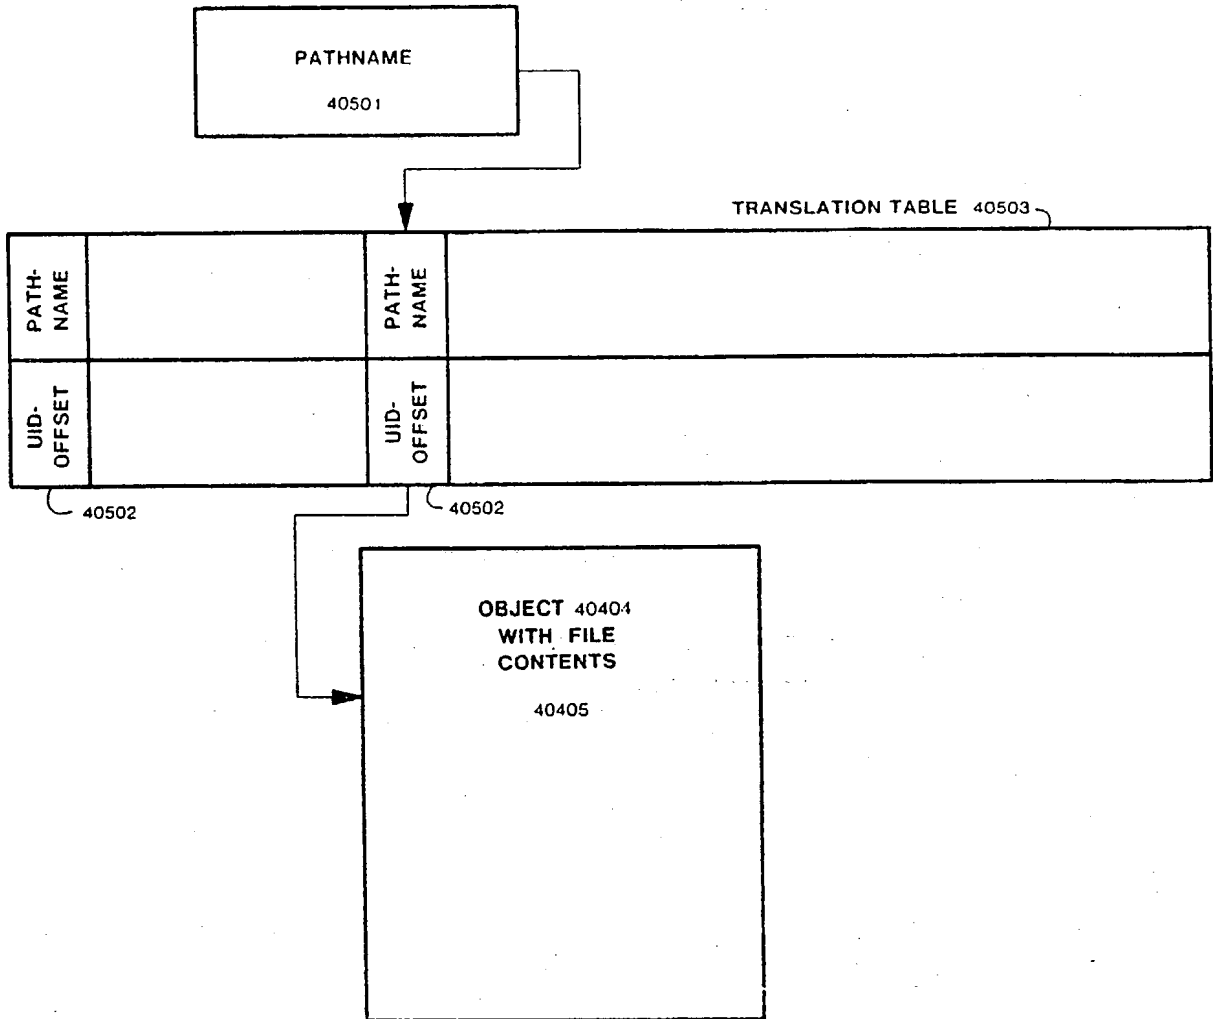 PATHNAME
40501
TRANSLATION TABLE 40503
PATH-
NAME
PATH-
NAME
UID-
OFFSET
UID-
OFFSET
40502
40502
OBJECT 40404
WITH FILE
CONTENTS
40405